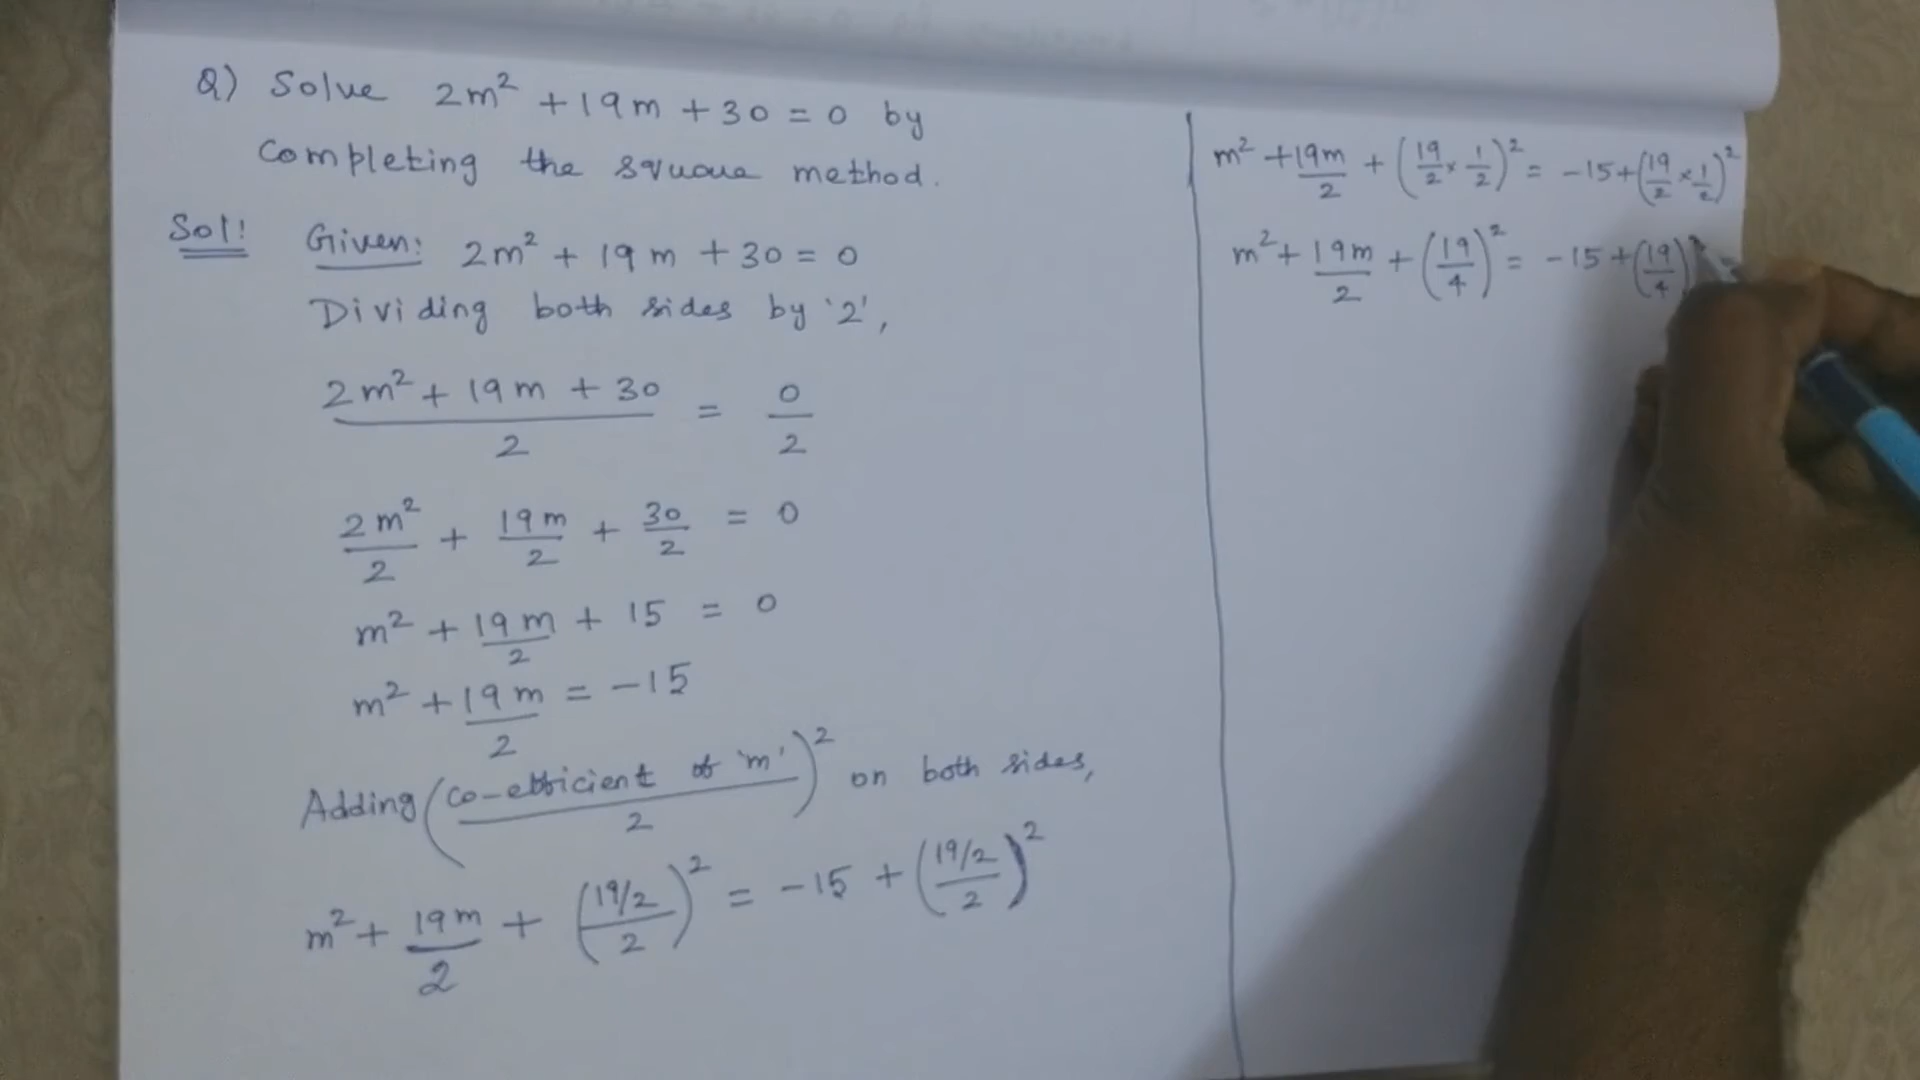 Q) Solve 2m² + 19m + 30 = 0 by
completing the square method.
Sol:
Given: 2m² + 19m + 30 = 0
Dividing both sides by '2',
(2m² + 19m + 30)/2 = 0/2
2m²/2 + 19m/2 + 30/2 = 0
m² + 19m/2 + 15 = 0
m² + 19m/2 = -15
Adding (co-efficient of 'm'/2)² on both sides,
m² + 19m/2 + ((19/2)/2)² = -15 + ((19/2)/2)²
m² + 19m/2 + (19/2 × 1/2)² = -15 + (19/2 × 1/2)²
m² + 19m/2 + (19/4)² = -15 + (19/4)